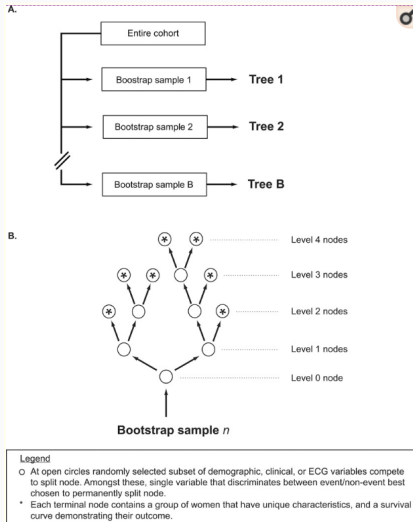 A.
Entire cohort
Boostrap sample 1
Tree 1
Bootstrap sample 2
Tree 2
Bootstrap sample B
Tree B
B.
Level 4 nodes
Level 3 nodes
Level 2 nodes
Level 1 nodes
Level 0 node
Bootstrap sample n
Legend
O At open circles randomly selected subset of demographic, clinical, or ECG variables compete
to split node. Amongst these, single variable that discriminates between event/non-event best
chosen to permanently split node.
* Each terminal node contains a group of women that have unique characteristics, and a survival
curve demonstrating their outcome.